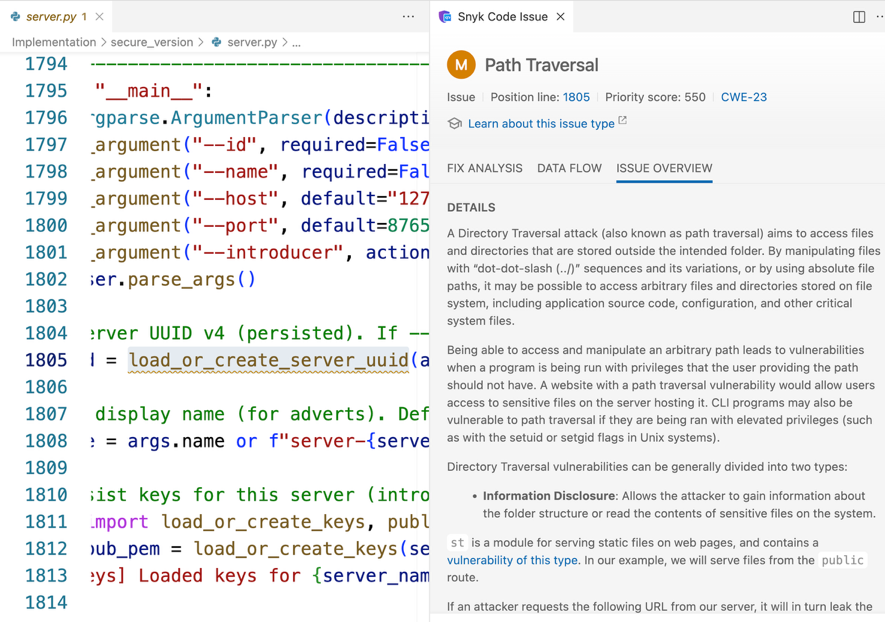 server.py 1
Implementation > secure_version > server.py > ...
1794 ------------------------------
1795 "__main__":
1796 rgparse.ArgumentParser(descripti
1797 _argument("--id", required=False
1798 _argument("--name", required=Fal
1799 _argument("--host", default="127
1800 _argument("--port", default=8765
1801 _argument("--introducer", action
1802 ser.parse_args()
1803
1804 erver UUID v4 (persisted). If --
1805 d = load_or_create_server_uuid(a
1806
1807 display name (for adverts). Def
1808 e = args.name or f"server-{serve
1809
1810 sist keys for this server (intro
1811 import load_or_create_keys, publ
1812 pub_pem = load_or_create_keys(se
1813 eys] Loaded keys for {server_nam
1814
Snyk Code Issue
M Path Traversal
Issue Position line: 1805 Priority score: 550 CWE-23
Learn about this issue type
FIX ANALYSIS DATA FLOW ISSUE OVERVIEW
DETAILS
A Directory Traversal attack (also known as path traversal) aims to access files
and directories that are stored outside the intended folder. By manipulating files
with “dot-dot-slash (../)” sequences and its variations, or by using absolute file
paths, it may be possible to access arbitrary files and directories stored on file
system, including application source code, configuration, and other critical
system files.
Being able to access and manipulate an arbitrary path leads to vulnerabilities
when a program is being run with privileges that the user providing the path
should not have. A website with a path traversal vulnerability would allow users
access to sensitive files on the server hosting it. CLI programs may also be
vulnerable to path traversal if they are being ran with elevated privileges (such
as with the setuid or setgid flags in Unix systems).
Directory Traversal vulnerabilities can be generally divided into two types:
• Information Disclosure: Allows the attacker to gain information about
the folder structure or read the contents of sensitive files on the system.
st is a module for serving static files on web pages, and contains a
vulnerability of this type. In our example, we will serve files from the public
route.
If an attacker requests the following URL from our server, it will in turn leak the